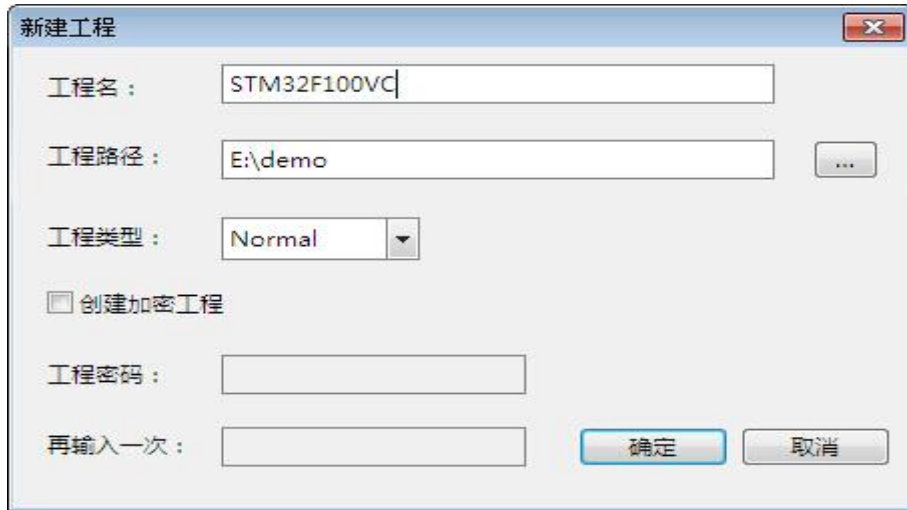 新建工程
工程名：
STM32F100VC
工程路径：
E:\demo
...
工程类型：
Normal
创建加密工程
工程密码：
再输入一次：
确定
取消